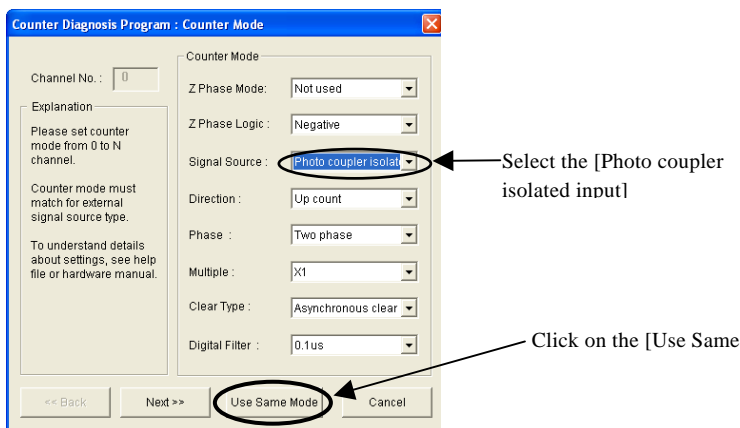 Counter Diagnosis Program : Counter Mode
Channel No. : 0
Explanation
Please set counter
mode from 0 to N
channel.
Counter mode must
match for external
signal source type.
To understand details
about settings, see help
file or hardware manual.
Counter Mode
Z Phase Mode: Not used
Z Phase Logic : Negative
Signal Source : Photo coupler isolat
Direction : Up count
Phase : Two phase
Multiple : X1
Clear Type : Asynchronous clear
Digital Filter : 0.1us
<< Back Next >> Use Same Mode Cancel
Select the [Photo coupler
isolated input]
Click on the [Use Same